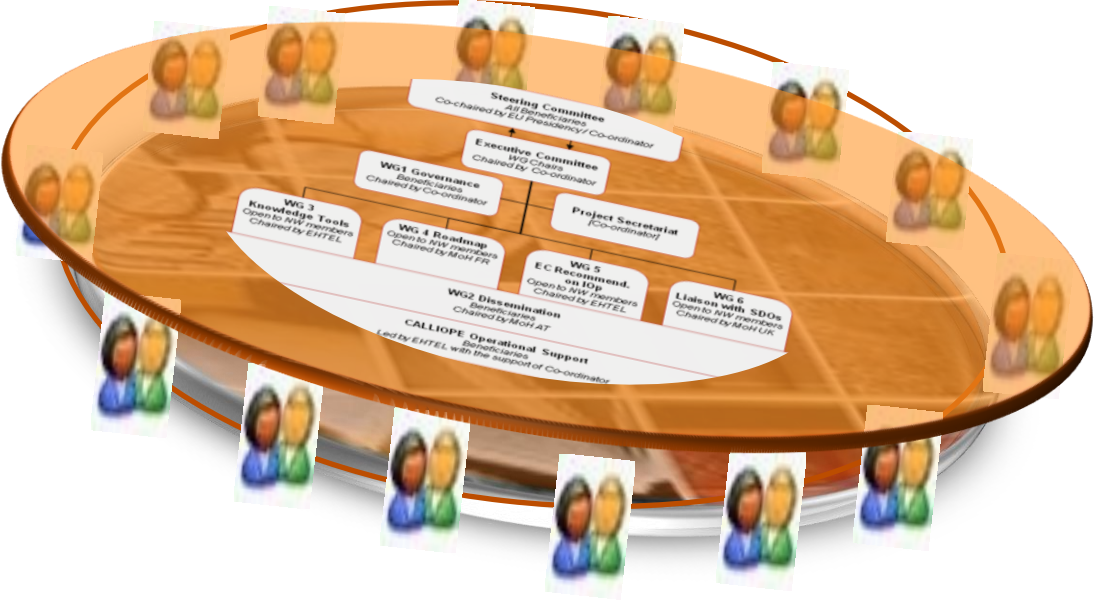 Steering Committee
All Beneficiaries
Co-chaired by EU Presidency/ Co-ordinator
Executive Committee
WG Chairs
Chaired by Co-ordinator
WG1 Governance
Beneficiaries
Chaired by Co-ordinator
Project Secretariat
[Co-ordinator]
WG 3
Knowledge Tools
Open to NW members
Chaired by EHTEL
WG 4 Roadmap
Open to NW members
Chaired by MoH FR
WG 5
EC Recommend.
on IOp
Open to NW members
Chaired by EHTEL
WG 6
Liaison with SDOs
Open to NW members
Chaired by MoH UK
WG2 Dissemination
Beneficiaries
Chaired by MoH AT
CALLIOPE Operational Support
Beneficiaries
Led by EHTEL with the support of Co-ordinator